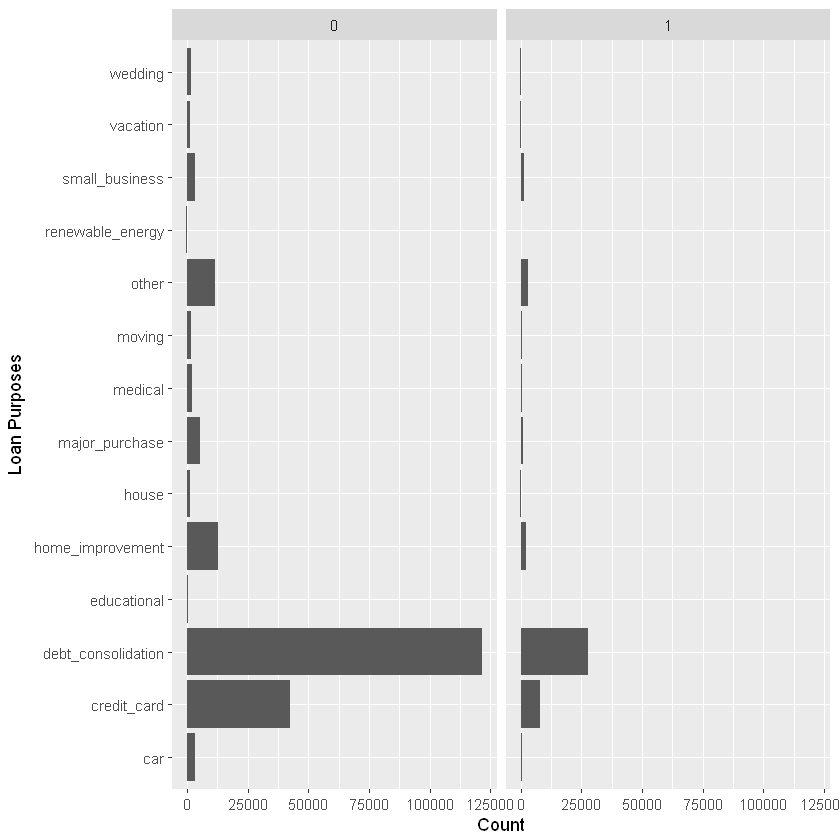 0 1
wedding
vacation
small_business
renewable_energy
other
moving
medical
major_purchase
house
home_improvement
educational
debt_consolidation
credit_card
car
Loan Purposes
0 25000 50000 75000 100000 125000 0 25000 50000 75000 100000 12500
Count